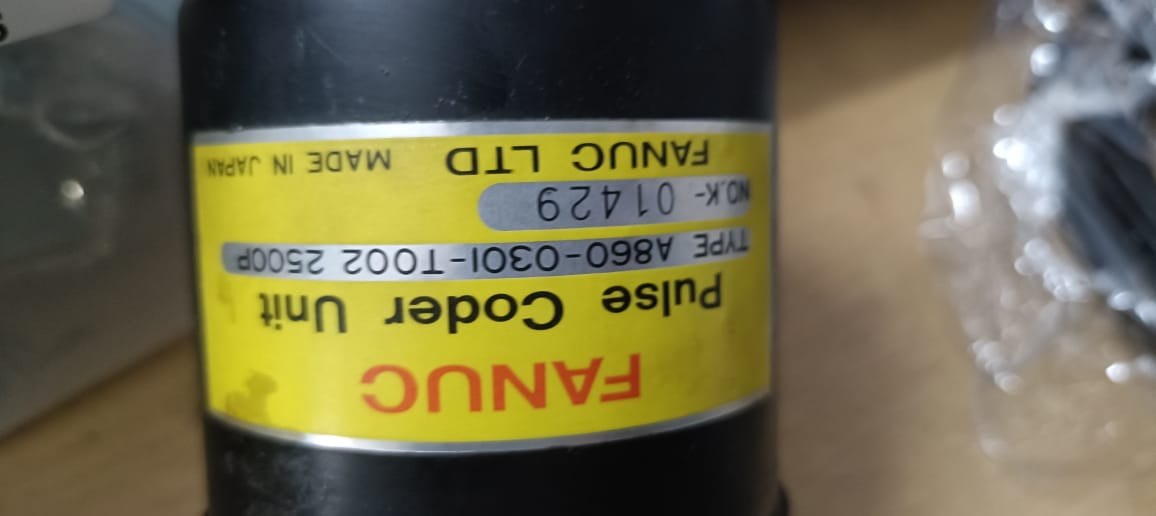 FANUC
Pulse Coder Unit
TYPE A860-0301-T002 2500P
NO.K- 01429
FANUC LTD MADE IN JAPAN